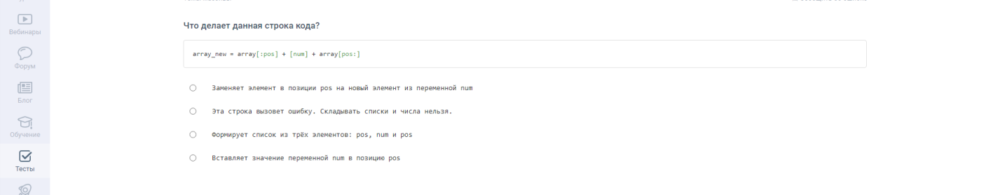 Вебинары
Форум
Блог
Обучение
Тесты
Что делает данная строка кода?
array_new = array[:pos] + [num] + array[pos:]
Заменяет элемент в позиции pos на новый элемент из переменной num
Эта строка вызовет ошибку. Складывать списки и числа нельзя.
Формирует список из трёх элементов: pos, num и pos
Вставляет значение переменной num в позицию pos